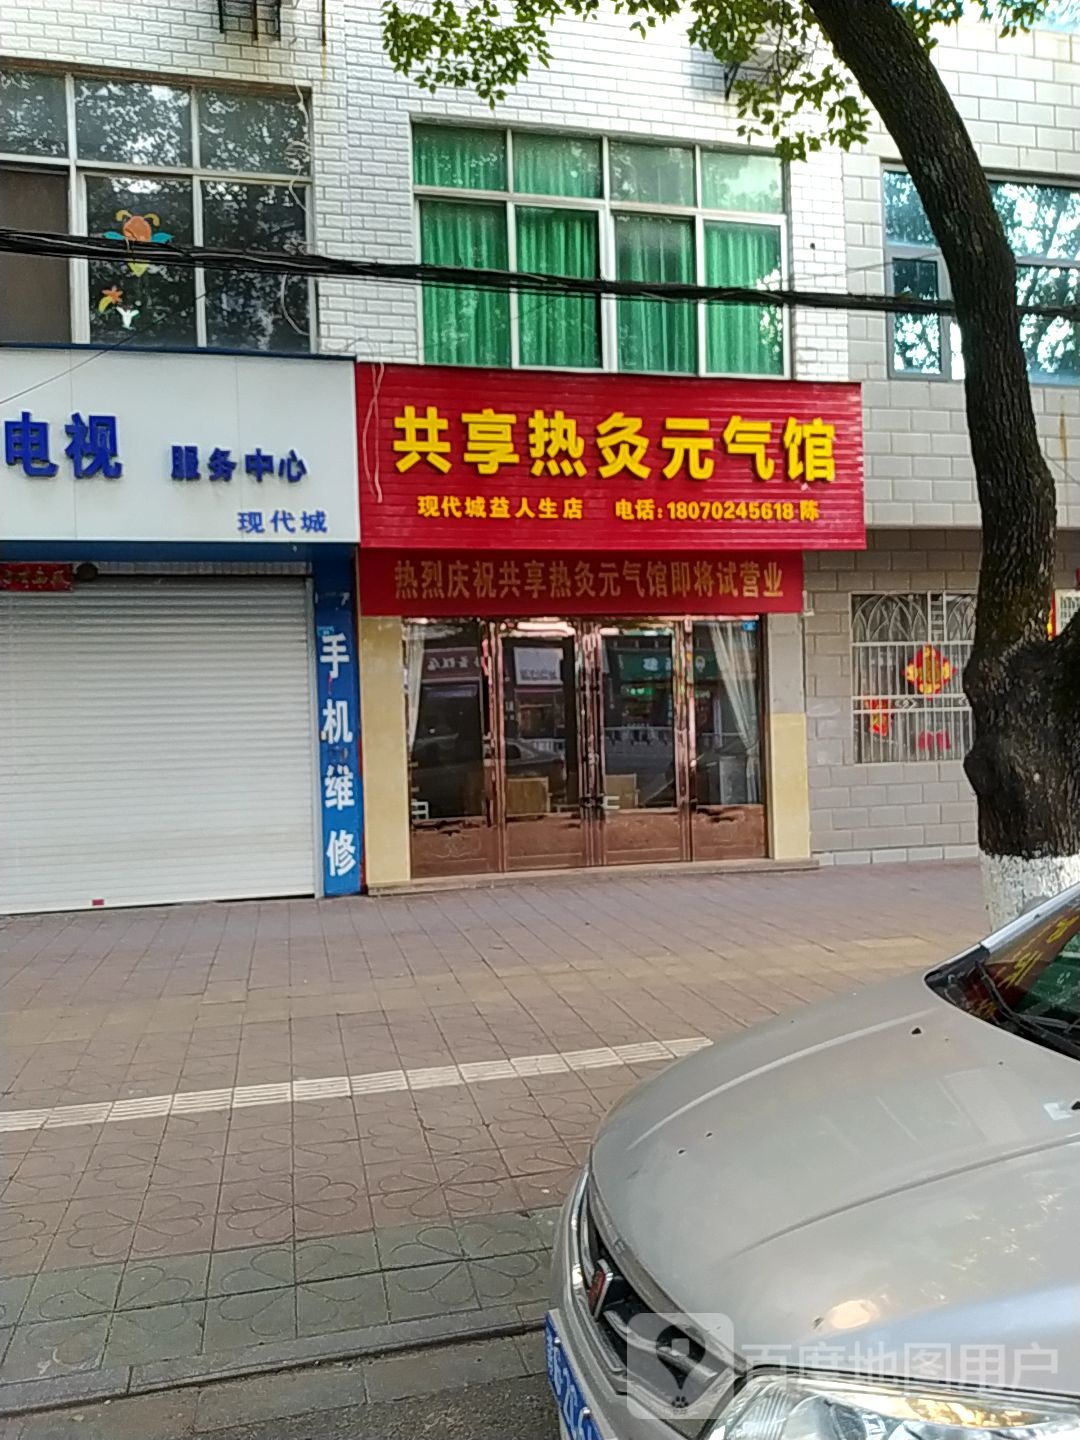 电视
服务中心
现代城
手机维修
共享热灸元气馆
现代城益人生店 电话:18070245618 陈
热烈庆祝共享热灸元气馆即将试营业
百度地图用户